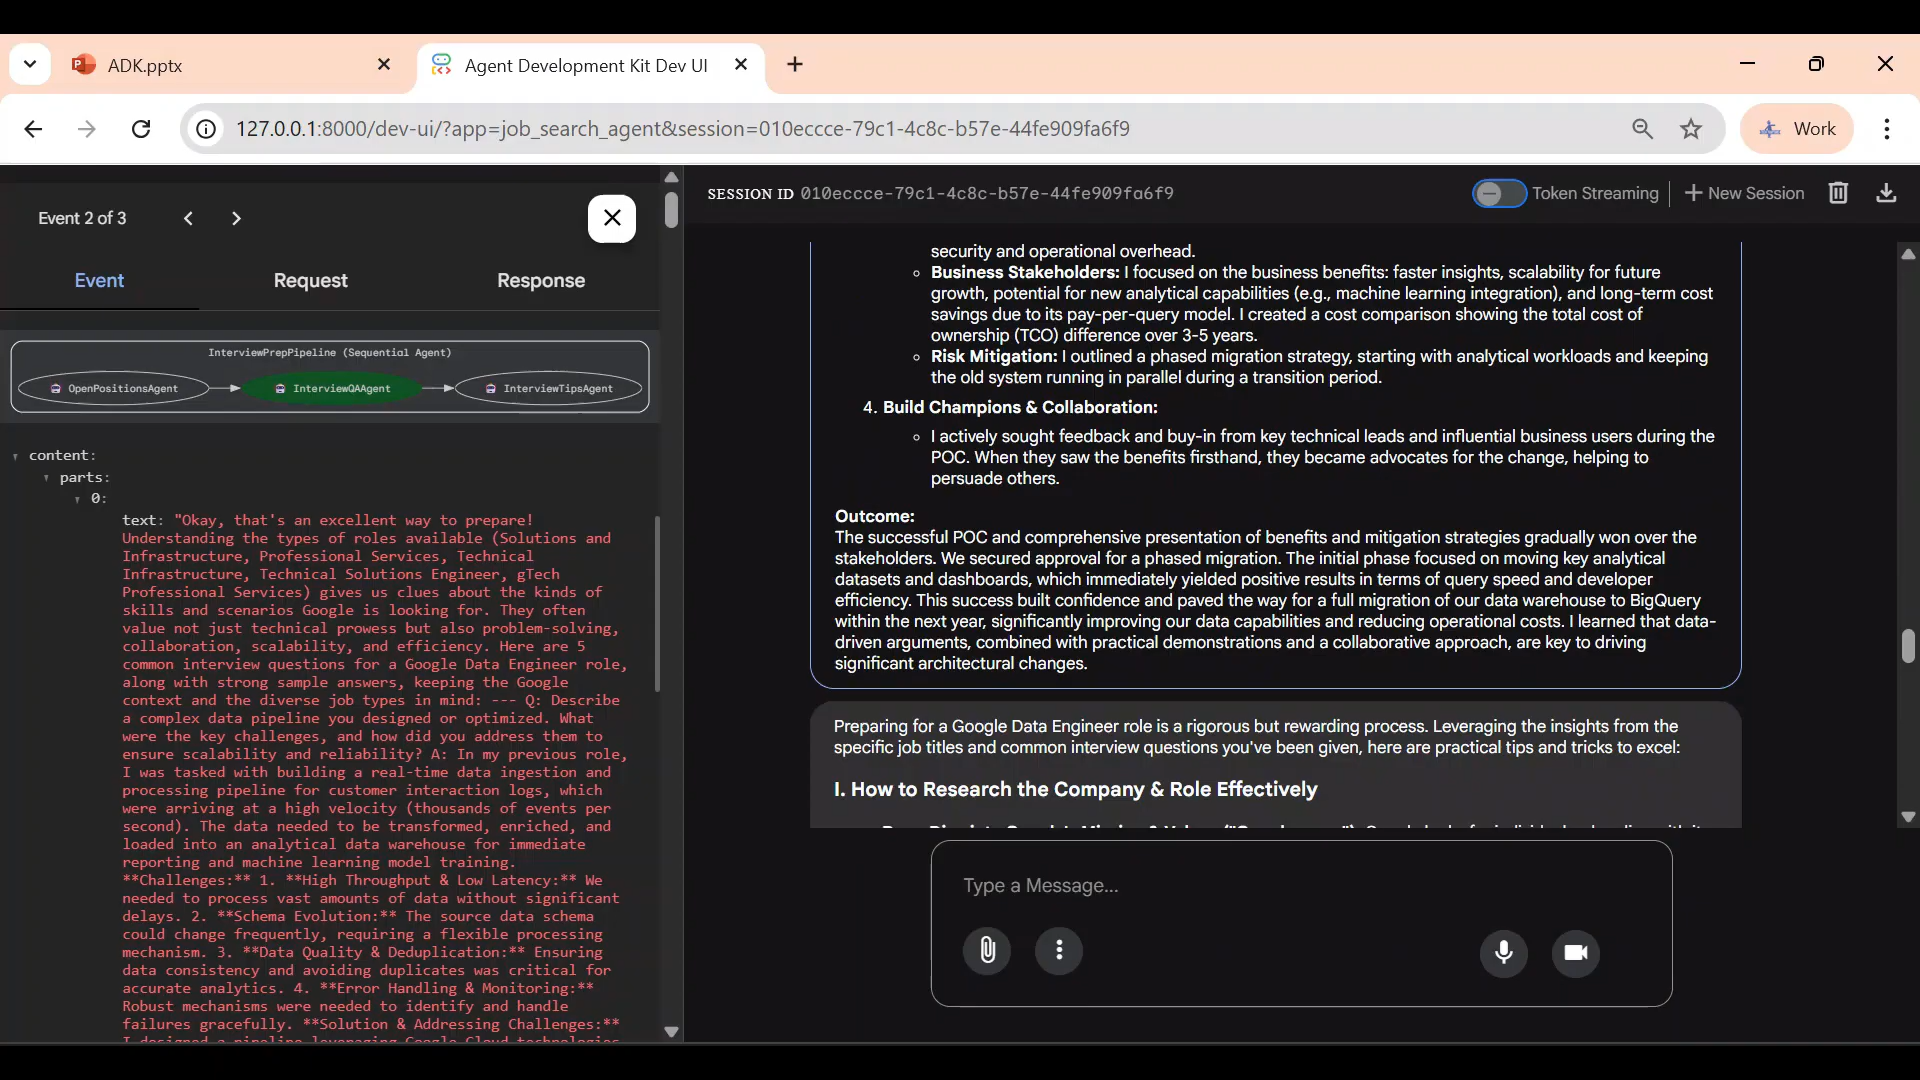 ADK.pptx
Agent Development Kit Dev UI
127.0.0.1:8000/dev-ui/?app=job_search_agent&session=010eccce-79c1-4c8c-b57e-44fe909fa6f9
Work
Event 2 of 3
Event
Request
Response
InterviewPrepPipeline (Sequential Agent)
OpenPositionsAgent
InterviewQAAgent
InterviewTipsAgent
content:
parts:
0:
text: "Okay, that's an excellent way to prepare!
Understanding the types of roles available (Solutions and
Infrastructure, Professional Services, Technical
Infrastructure, Technical Solutions Engineer, gTech
Professional Services) gives us clues about the kinds of
skills and scenarios Google is looking for. They often
value not just technical prowess but also problem-solving,
collaboration, scalability, and efficiency. Here are 5
common interview questions for a Google Data Engineer role,
along with strong sample answers, keeping the Google
context and the diverse job types in mind: --- Q: Describe
a complex data pipeline you designed or optimized. What
were the key challenges, and how did you address them to
ensure scalability and reliability? A: In my previous role,
I was tasked with building a real-time data ingestion and
processing pipeline for customer interaction logs, which
were arriving at a high velocity (thousands of events per
second). The data needed to be transformed, enriched, and
loaded into an analytical data warehouse for immediate
reporting and machine learning model training.
**Challenges:** 1. **High Throughput & Low Latency:** We
needed to process vast amounts of data without significant
delays. 2. **Schema Evolution:** The source data schema
could change frequently, requiring a flexible processing
mechanism. 3. **Data Quality & Deduplication:** Ensuring
data consistency and avoiding duplicates was critical for
accurate analytics. 4. **Error Handling & Monitoring:**
Robust mechanisms were needed to identify and handle
failures gracefully. **Solution & Addressing Challenges:**
I designed a pipeline leveraging Google Cloud technologies
SESSION ID 010eccce-79c1-4c8c-b57e-44fe909fa6f9
Token Streaming
New Session
security and operational overhead.
Business Stakeholders: I focused on the business benefits: faster insights, scalability for future
growth, potential for new analytical capabilities (e.g., machine learning integration), and long-term cost
savings due to its pay-per-query model. I created a cost comparison showing the total cost of
ownership (TCO) difference over 3-5 years.
Risk Mitigation: I outlined a phased migration strategy, starting with analytical workloads and keeping
the old system running in parallel during a transition period.
4. Build Champions & Collaboration:
I actively sought feedback and buy-in from key technical leads and influential business users during the
POC. When they saw the benefits firsthand, they became advocates for the change, helping to
persuade others.
Outcome:
The successful POC and comprehensive presentation of benefits and mitigation strategies gradually won over the
stakeholders. We secured approval for a phased migration. The initial phase focused on moving key analytical
datasets and dashboards, which immediately yielded positive results in terms of query speed and developer
efficiency. This success built confidence and paved the way for a full migration of our data warehouse to BigQuery
within the next year, significantly improving our data capabilities and reducing operational costs. I learned that data-
driven arguments, combined with practical demonstrations and a collaborative approach, are key to driving
significant architectural changes.
Preparing for a Google Data Engineer role is a rigorous but rewarding process. Leveraging the insights from the
specific job titles and common interview questions you've been given, here are practical tips and tricks to excel:
I. How to Research the Company & Role Effectively
Type a Message...